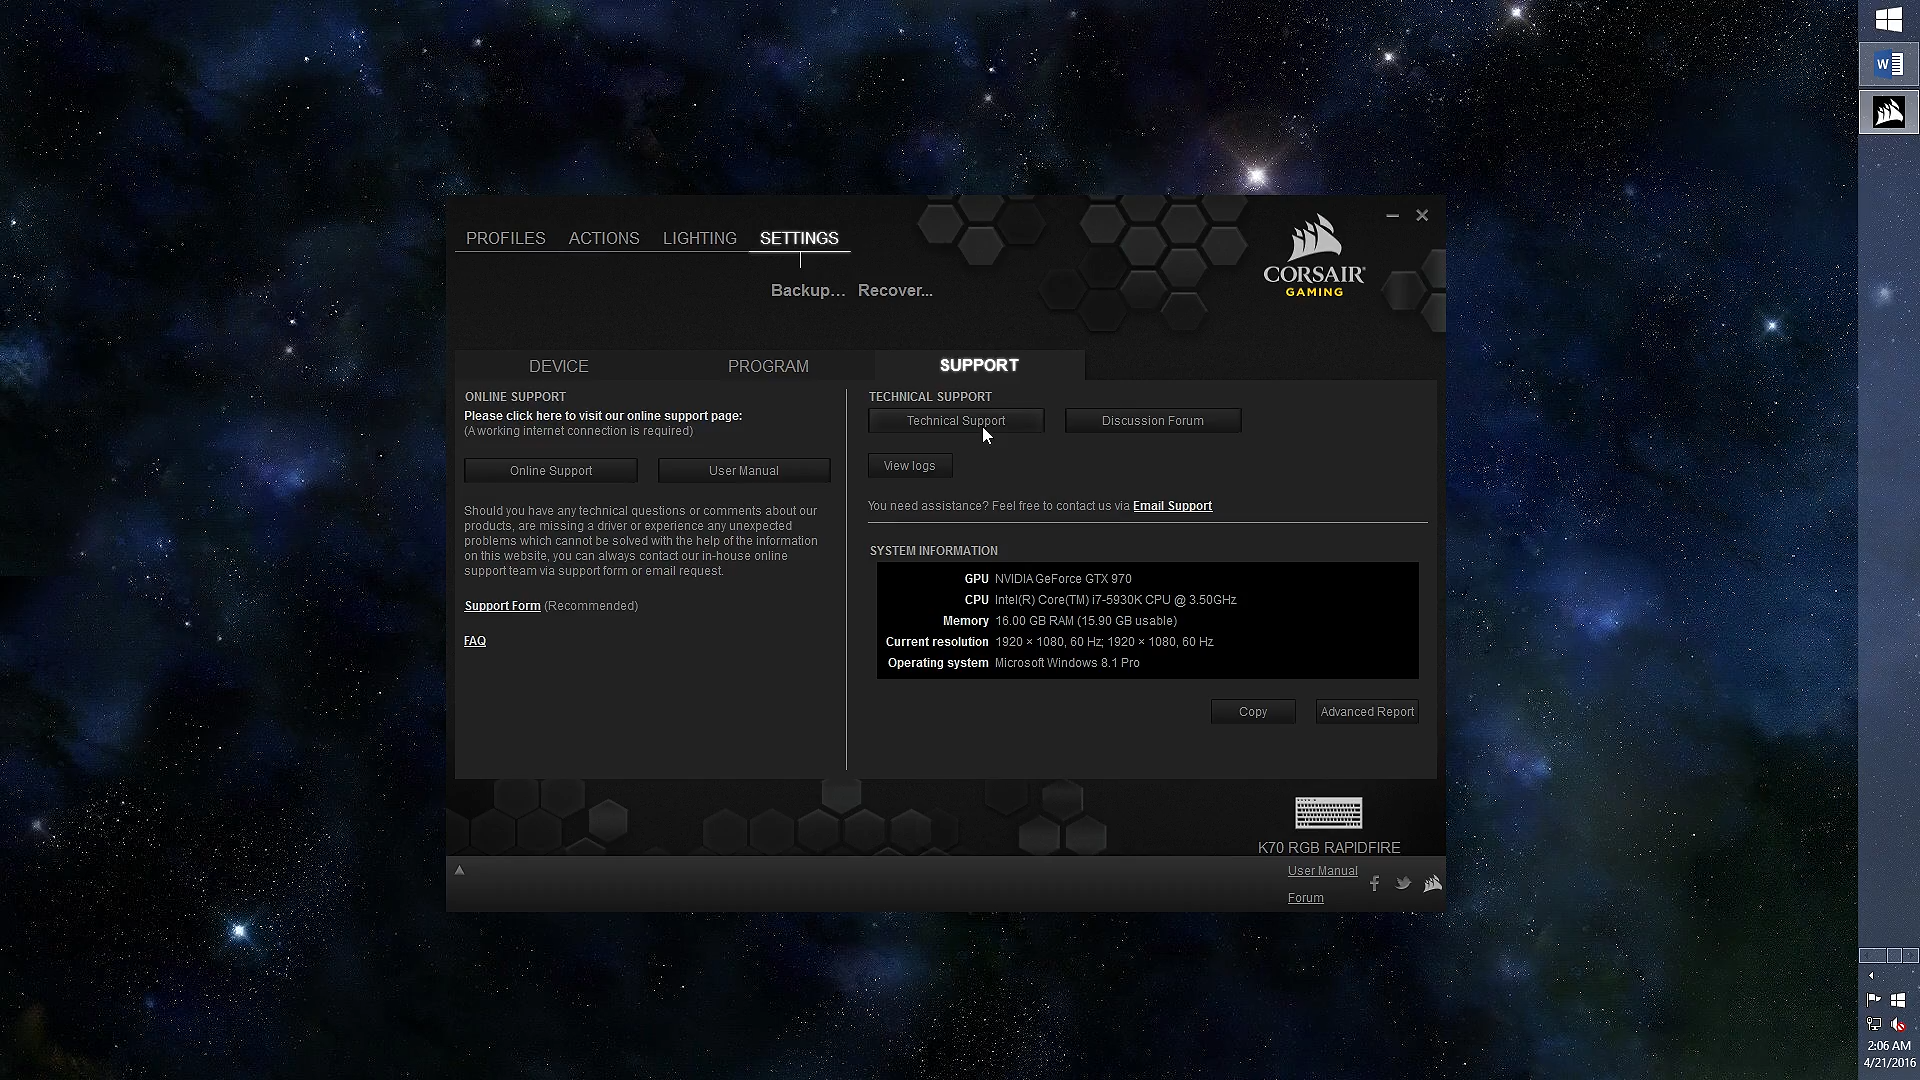 PROFILES ACTIONS LIGHTING SETTINGS
Backup... Recover...
CORSAIR
GAMING
DEVICE PROGRAM SUPPORT
ONLINE SUPPORT
Please click here to visit our online support page:
(A working internet connection is required)
Online Support User Manual
Should you have any technical questions or comments about our
products, are missing a driver or experience any unexpected
problems which cannot be solved with the help of the information
on this website, you can always contact our in-house online
support team via support form or email request.
Support Form (Recommended)
FAQ
TECHNICAL SUPPORT
Technical Support Discussion Forum
View logs
You need assistance? Feel free to contact us via Email Support
SYSTEM INFORMATION
GPU NVIDIA GeForce GTX 970
CPU Intel(R) Core(TM) i7-5930K CPU @ 3.50GHz
Memory 16.00 GB RAM (15.90 GB usable)
Current resolution 1920 × 1080, 60 Hz; 1920 × 1080, 60 Hz
Operating system Microsoft Windows 8.1 Pro
Copy Advanced Report
K70 RGB RAPIDFIRE
User Manual
Forum
W
2:06 AM
4/21/2016